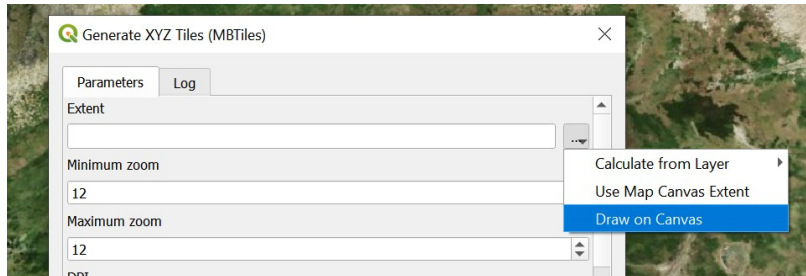 Generate XYZ Tiles (MBTiles)
Parameters Log
Extent
...
Minimum zoom
Calculate from Layer
12
Use Map Canvas Extent
Maximum zoom
Draw on Canvas
12
DPI